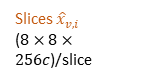 Slices x̂ᵥ,ᵢ
(8 × 8 ×
256c)/slice